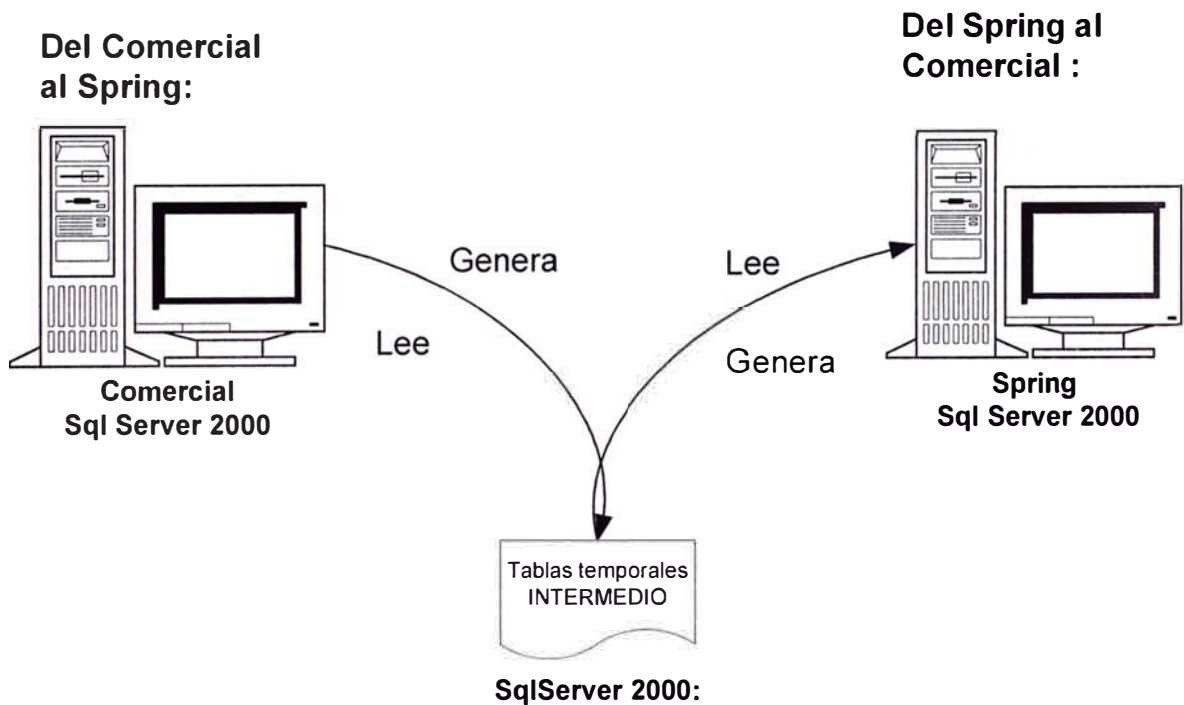 Del Comercial
al Spring:
Del Spring al
Comercial :
Genera
Lee
Lee
Genera
Comercial
Sql Server 2000
Spring
Sql Server 2000
Tablas temporales
INTERMEDIO
SqlServer 2000: